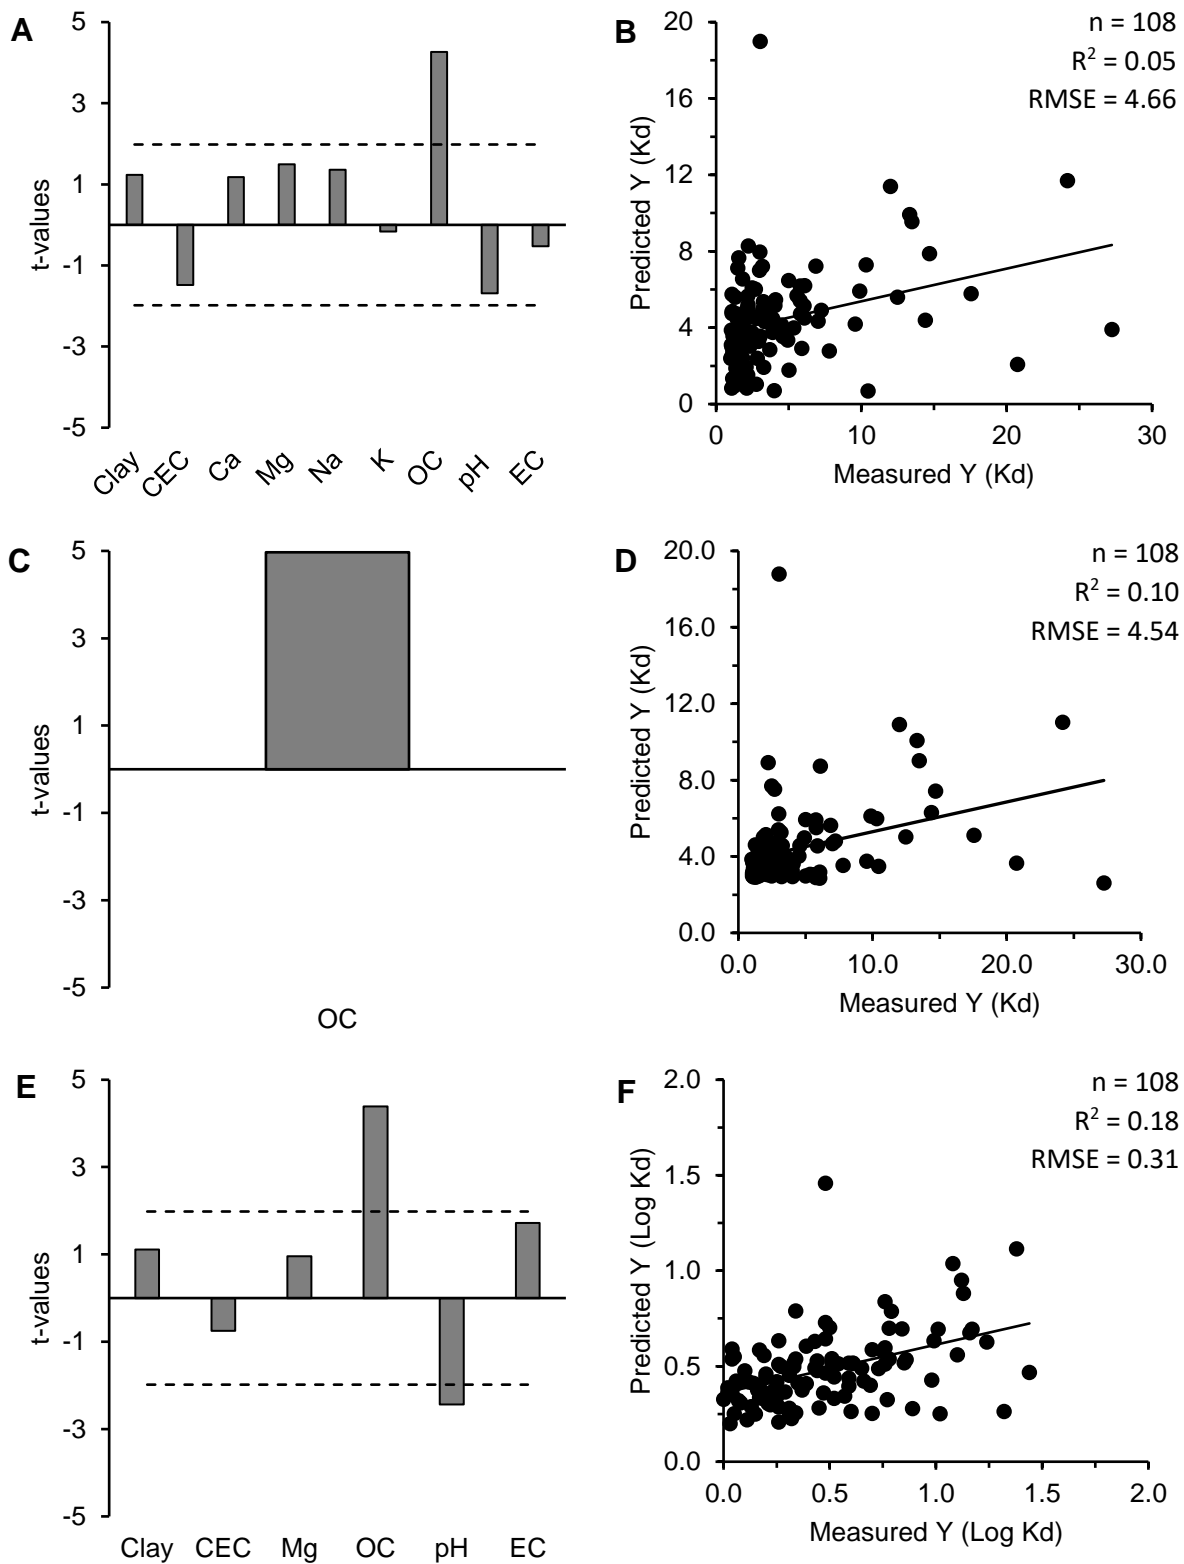 A
5
3
1
-1
-3
-5
t-values
Clay
CEC
Ca
Mg
Na
K
OC
pH
EC
B
n = 108
R² = 0.05
RMSE = 4.66
20
16
12
8
4
0
Predicted Y (Kd)
0 10 20 30
Measured Y (Kd)
C
5
3
1
-1
-3
-5
t-values
OC
D
n = 108
R² = 0.10
RMSE = 4.54
20.0
16.0
12.0
8.0
4.0
0.0
Predicted Y (Kd)
0.0 10.0 20.0 30.0
Measured Y (Kd)
E
5
3
1
-1
-3
-5
t-values
Clay CEC Mg OC pH EC
F
n = 108
R² = 0.18
RMSE = 0.31
2.0
1.5
1.0
0.5
0.0
Predicted Y (Log Kd)
0.0 0.5 1.0 1.5 2.0
Measured Y (Log Kd)